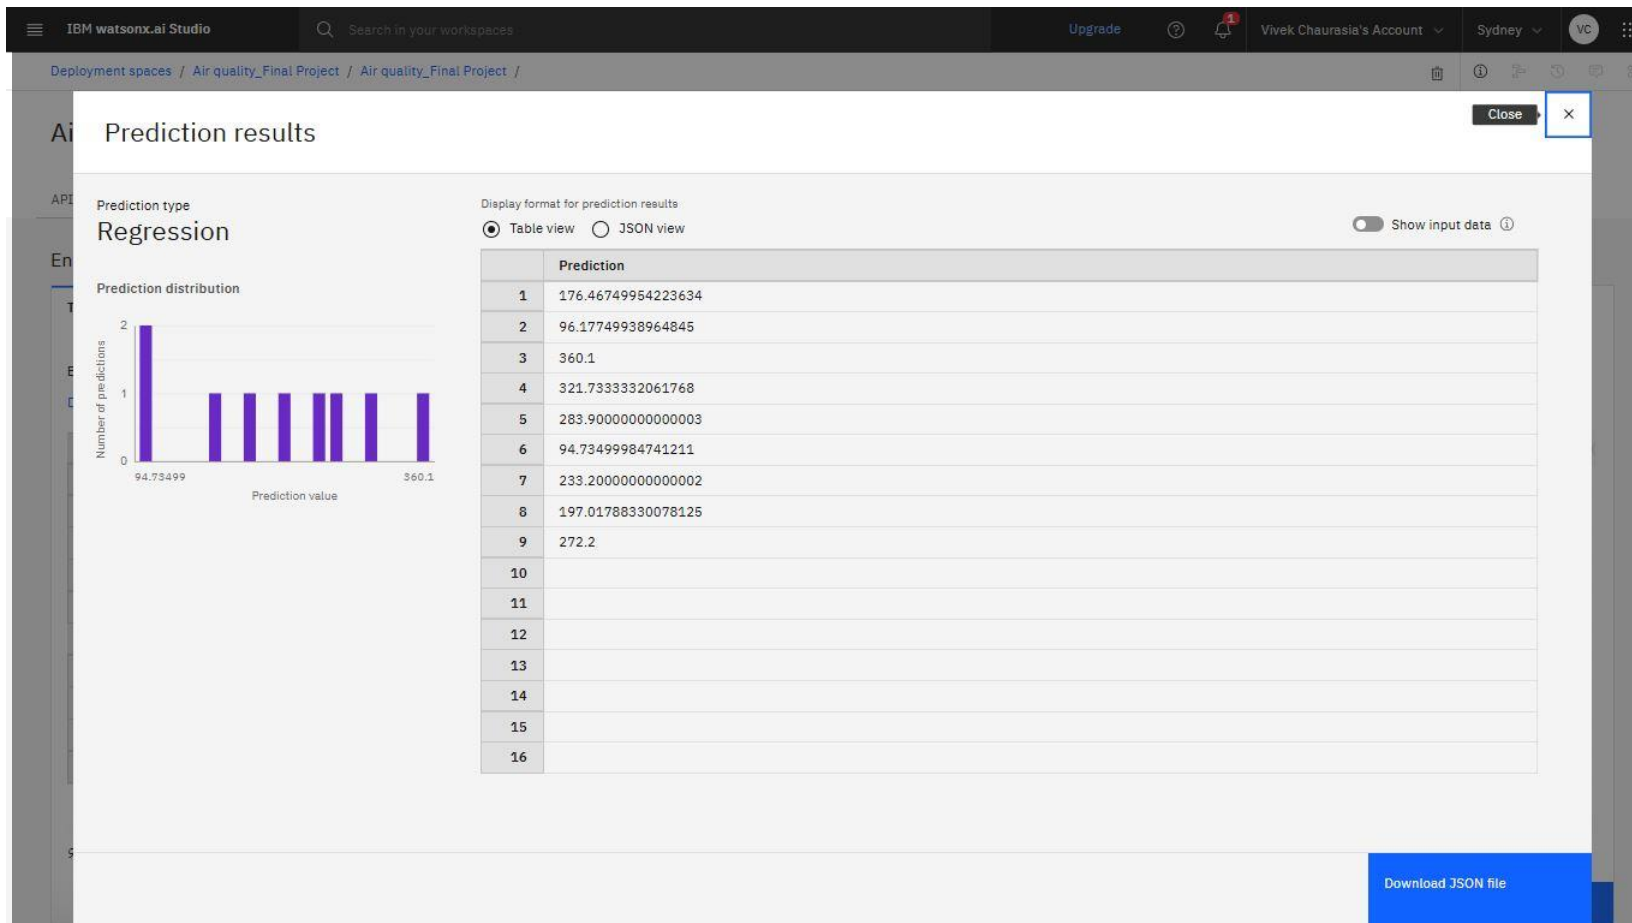 IBM watsonx.ai Studio
Search in your workspaces
Upgrade
1
Vivek Chaurasia's Account
Sydney
VC
Deployment spaces / Air quality_Final Project / Air quality_Final Project /
Ai
Prediction results
Close
API
Prediction type
Regression
Display format for prediction results
Table view
JSON view
Show input data
En
Prediction distribution
T
Number of predictions
2
1
0
94.73499
360.1
Prediction value
Prediction
1 176.46749954223634
2 96.17749938964845
3 360.1
4 321.7333332061768
5 283.90000000000003
6 94.73499984741211
7 233.20000000000002
8 197.01788330078125
9 272.2
10
11
12
13
14
15
16
Download JSON file